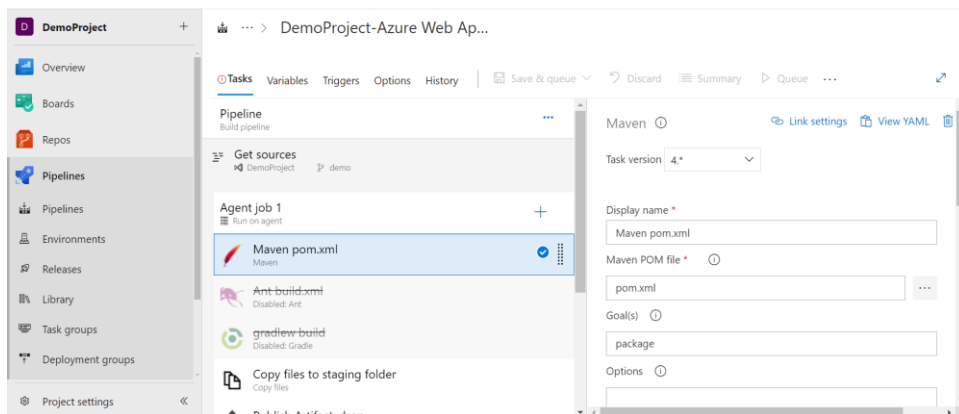 D DemoProject +
Overview
Boards
Repos
Pipelines
Pipelines
Environments
Releases
Library
Task groups
Deployment groups
Project settings
··· > DemoProject-Azure Web Ap...
Tasks Variables Triggers Options History Save & queue Discard Summary Queue ...
Pipeline
Build pipeline
Get sources
DemoProject demo
Agent job 1
Run on agent
Maven pom.xml
Maven
Ant build.xml
Disabled: Ant
gradlew build
Disabled: Gradle
Copy files to staging folder
Copy files
Publish Artifact: drop
Maven Link settings View YAML
Task version 4.*
Display name *
Maven pom.xml
Maven POM file *
pom.xml
Goal(s)
package
Options